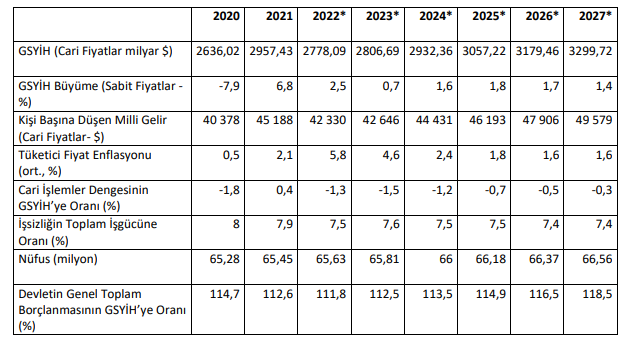 2020 2021 2022* 2023* 2024* 2025* 2026* 2027*
GSYİH (Cari Fiyatlar milyar $) 2636,02 2957,43 2778,09 2806,69 2932,36 3057,22 3179,46 3299,72
GSYİH Büyüme (Sabit Fiyatlar - -7,9 6,8 2,5 0,7 1,6 1,8 1,7 1,4
%)
Kişi Başına Düşen Milli Gelir 40 378 45 188 42 330 42 646 44 431 46 193 47 906 49 579
(Cari Fiyatlar- $)
Tüketici Fiyat Enflasyonu 0,5 2,1 5,8 4,6 2,4 1,8 1,6 1,6
(ort., %)
Cari İşlemler Dengesinin -1,8 0,4 -1,3 -1,5 -1,2 -0,7 -0,5 -0,3
GSYİH’ye Oranı (%)
İşsizliğin Toplam İşgücüne 8 7,9 7,5 7,6 7,5 7,5 7,4 7,4
Oranı (%)
Nüfus (milyon) 65,28 65,45 65,63 65,81 66 66,18 66,37 66,56
Devletin Genel Toplam 114,7 112,6 111,8 112,5 113,5 114,9 116,5 118,5
Borçlanmasının GSYİH’ye Oranı
(%)